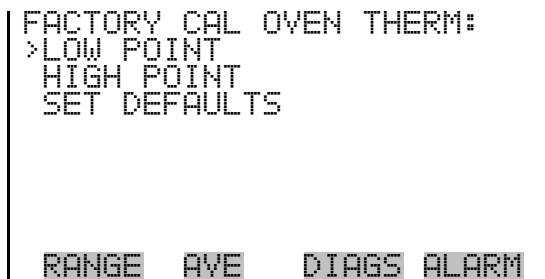 FACTORY CAL OVEN THERM:
>LOW POINT
HIGH POINT
SET DEFAULTS
RANGE AVE DIAGS ALARM